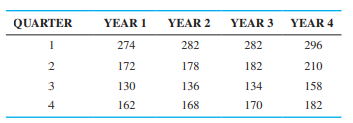 QUARTER YEAR 1 YEAR 2 YEAR 3 YEAR 4
1 274 282 282 296
2 172 178 182 210
3 130 136 134 158
4 162 168 170 182